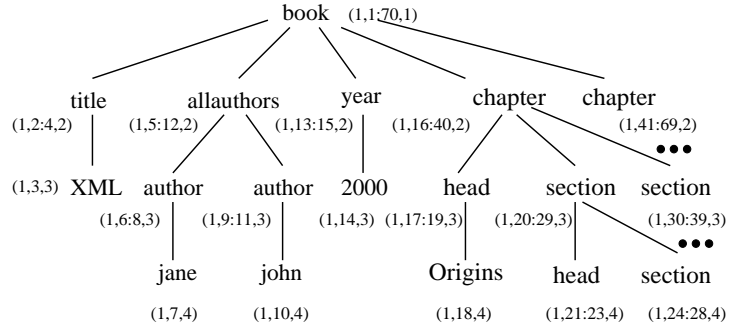 book (1,1:70,1)
title allauthors year chapter chapter
(1,2:4,2) (1,5:12,2) (1,13:15,2) (1,16:40,2) (1,41:69,2)
(1,3,3) XML author author 2000 head section section
(1,6:8,3) (1,9:11,3) (1,14,3) (1,17:19,3) (1,20:29,3) (1,30:39,3)
jane john Origins head section
(1,7,4) (1,10,4) (1,18,4) (1,21:23,4) (1,24:28,4)